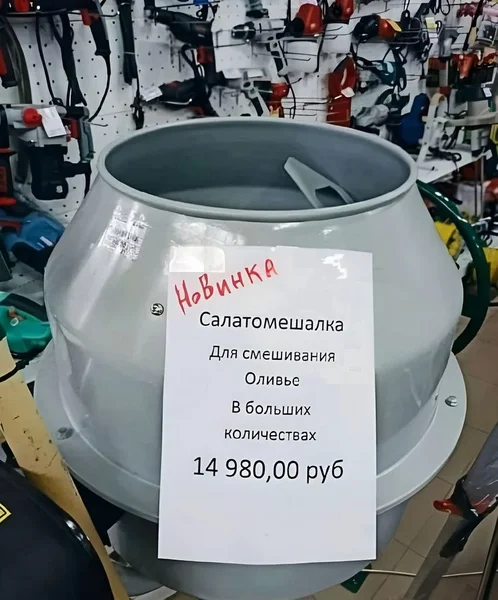 Новинка
Салатомешалка
Для смешивания
Оливье
В больших
количествах
14 980,00 руб